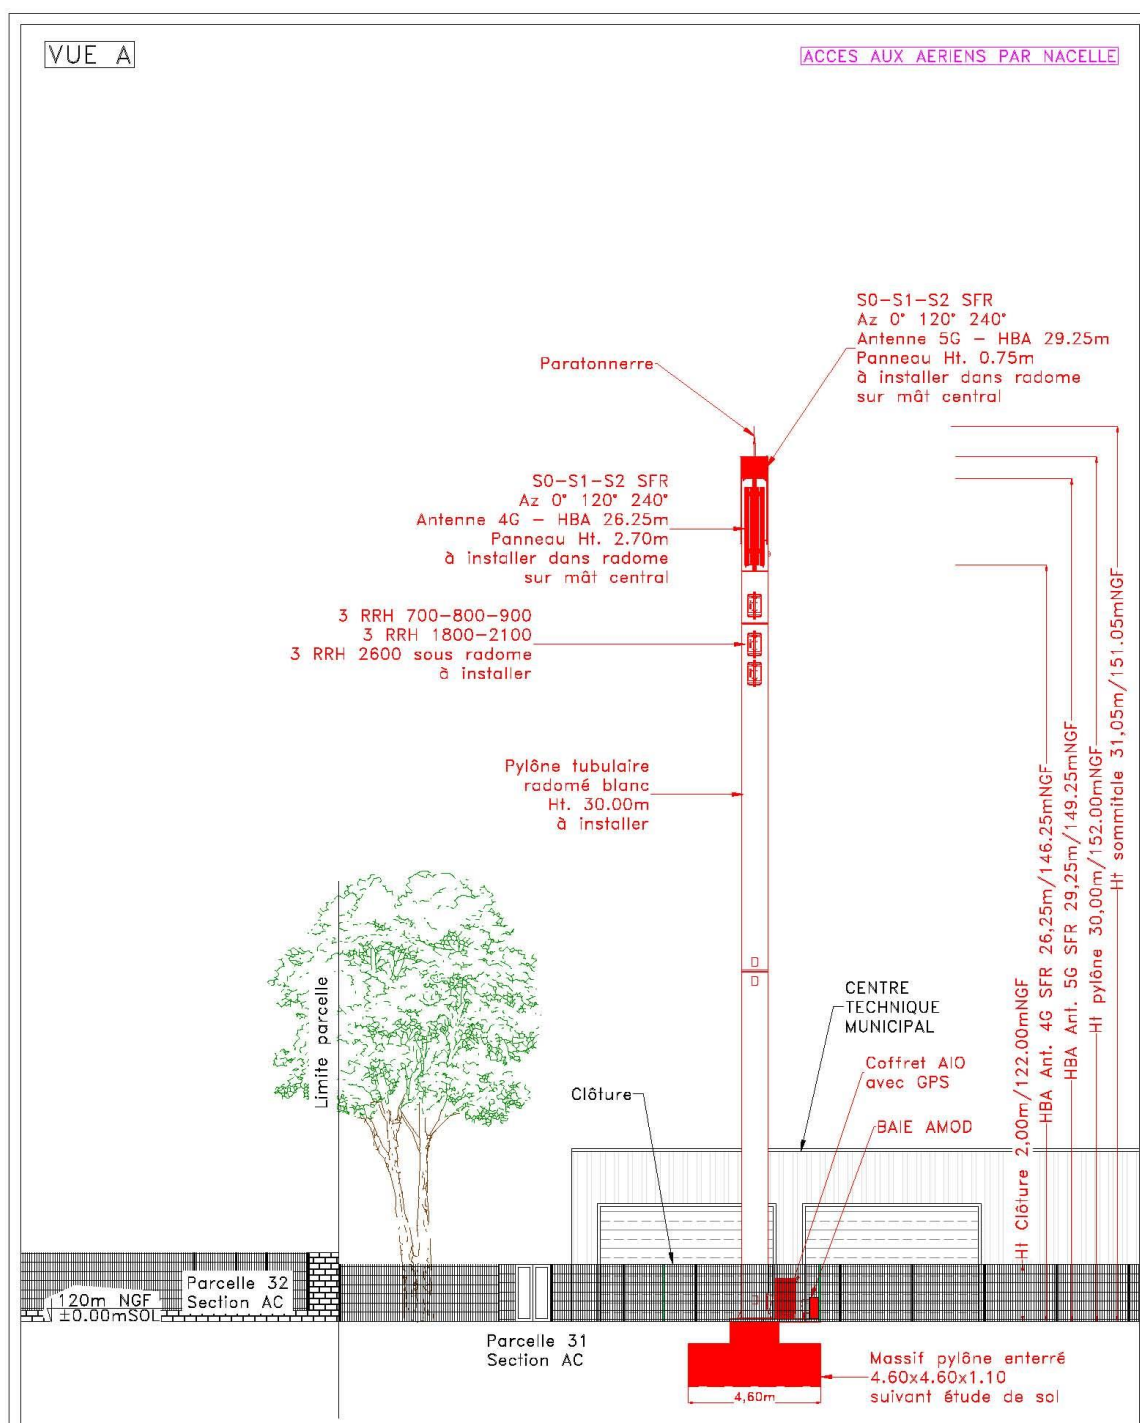 VUE A
ACCES AUX AERIENS PAR NACELLE
S0-S1-S2 SFR
Az 0° 120° 240°
Antenne 5G - HBA 29.25m
Panneau Ht. 0.75m
à installer dans radome
sur mât central
Paratonnerre
S0-S1-S2 SFR
Az 0° 120° 240°
Antenne 4G - HBA 26.25m
Panneau Ht. 2.70m
à installer dans radome
sur mât central
3 RRH 700-800-900
3 RRH 1800-2100
3 RRH 2600 sous radome
à installer
Pylône tubulaire
radomé blanc
Ht. 30.00m
à installer
Ht Clôture 2,00m/122.00mNGF
HBA Ant. 4G SFR 26,25m/146.25mNGF
HBA Ant. 5G SFR 29,25m/149.25mNGF
Ht pylône 30,00m/152.00mNGF
Ht sommitale 31,05m/151.05mNGF
Limite parcelle
CENTRE
TECHNIQUE
MUNICIPAL
Coffret AIO
avec GPS
Clôture
BAIE AMOD
Parcelle 32
Section AC
120m NGF
±0.00mSOL
Parcelle 31
Section AC
Massif pylône enterré
4.60x4.60x1.10
suivant étude de sol
4,60m